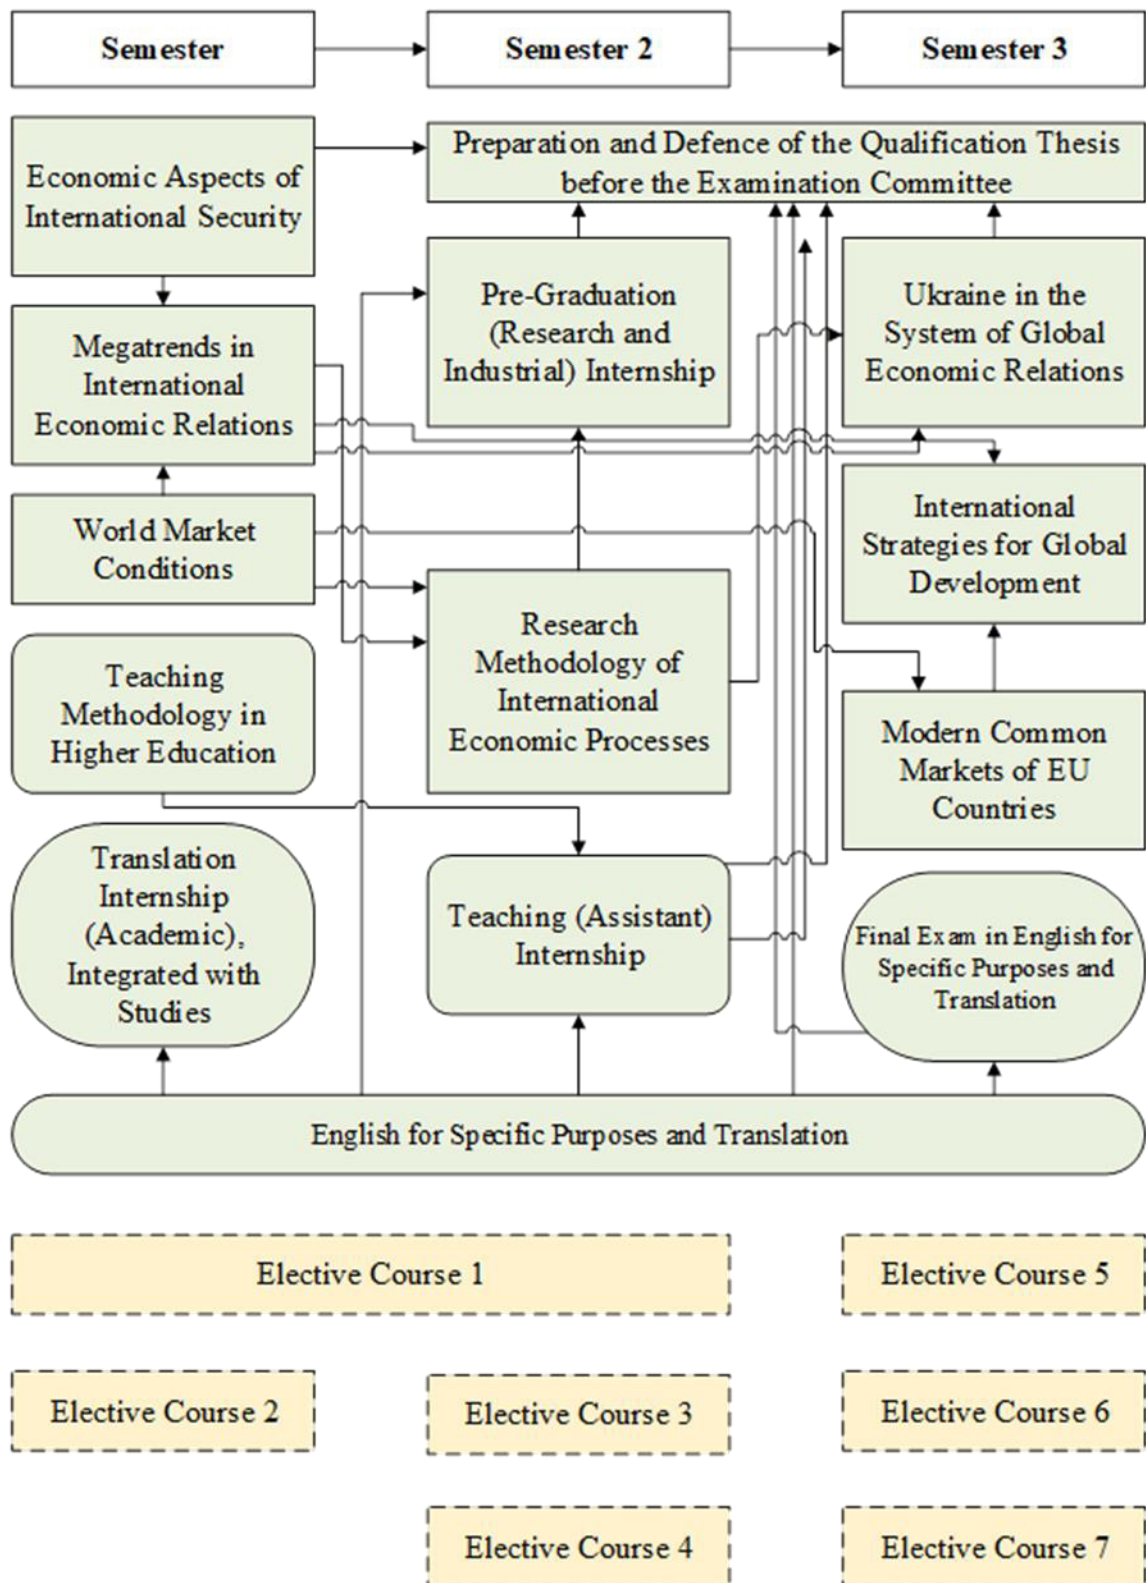 Semester
Semester 2
Semester 3
Economic Aspects of
International Security
Preparation and Defence of the Qualification Thesis
before the Examination Committee
Megatrends in
International
Economic Relations
Pre-Graduation
(Research and
Industrial) Internship
Ukraine in the
System of Global
Economic Relations
World Market
Conditions
International
Strategies for Global
Development
Research
Methodology of
International
Economic Processes
Teaching
Methodology in
Higher Education
Modern Common
Markets of EU
Countries
Translation
Internship
(Academic),
Integrated with
Studies
Teaching (Assistant)
Internship
Final Exam in English for
Specific Purposes and
Translation
English for Specific Purposes and Translation
Elective Course 1
Elective Course 5
Elective Course 2
Elective Course 3
Elective Course 6
Elective Course 4
Elective Course 7